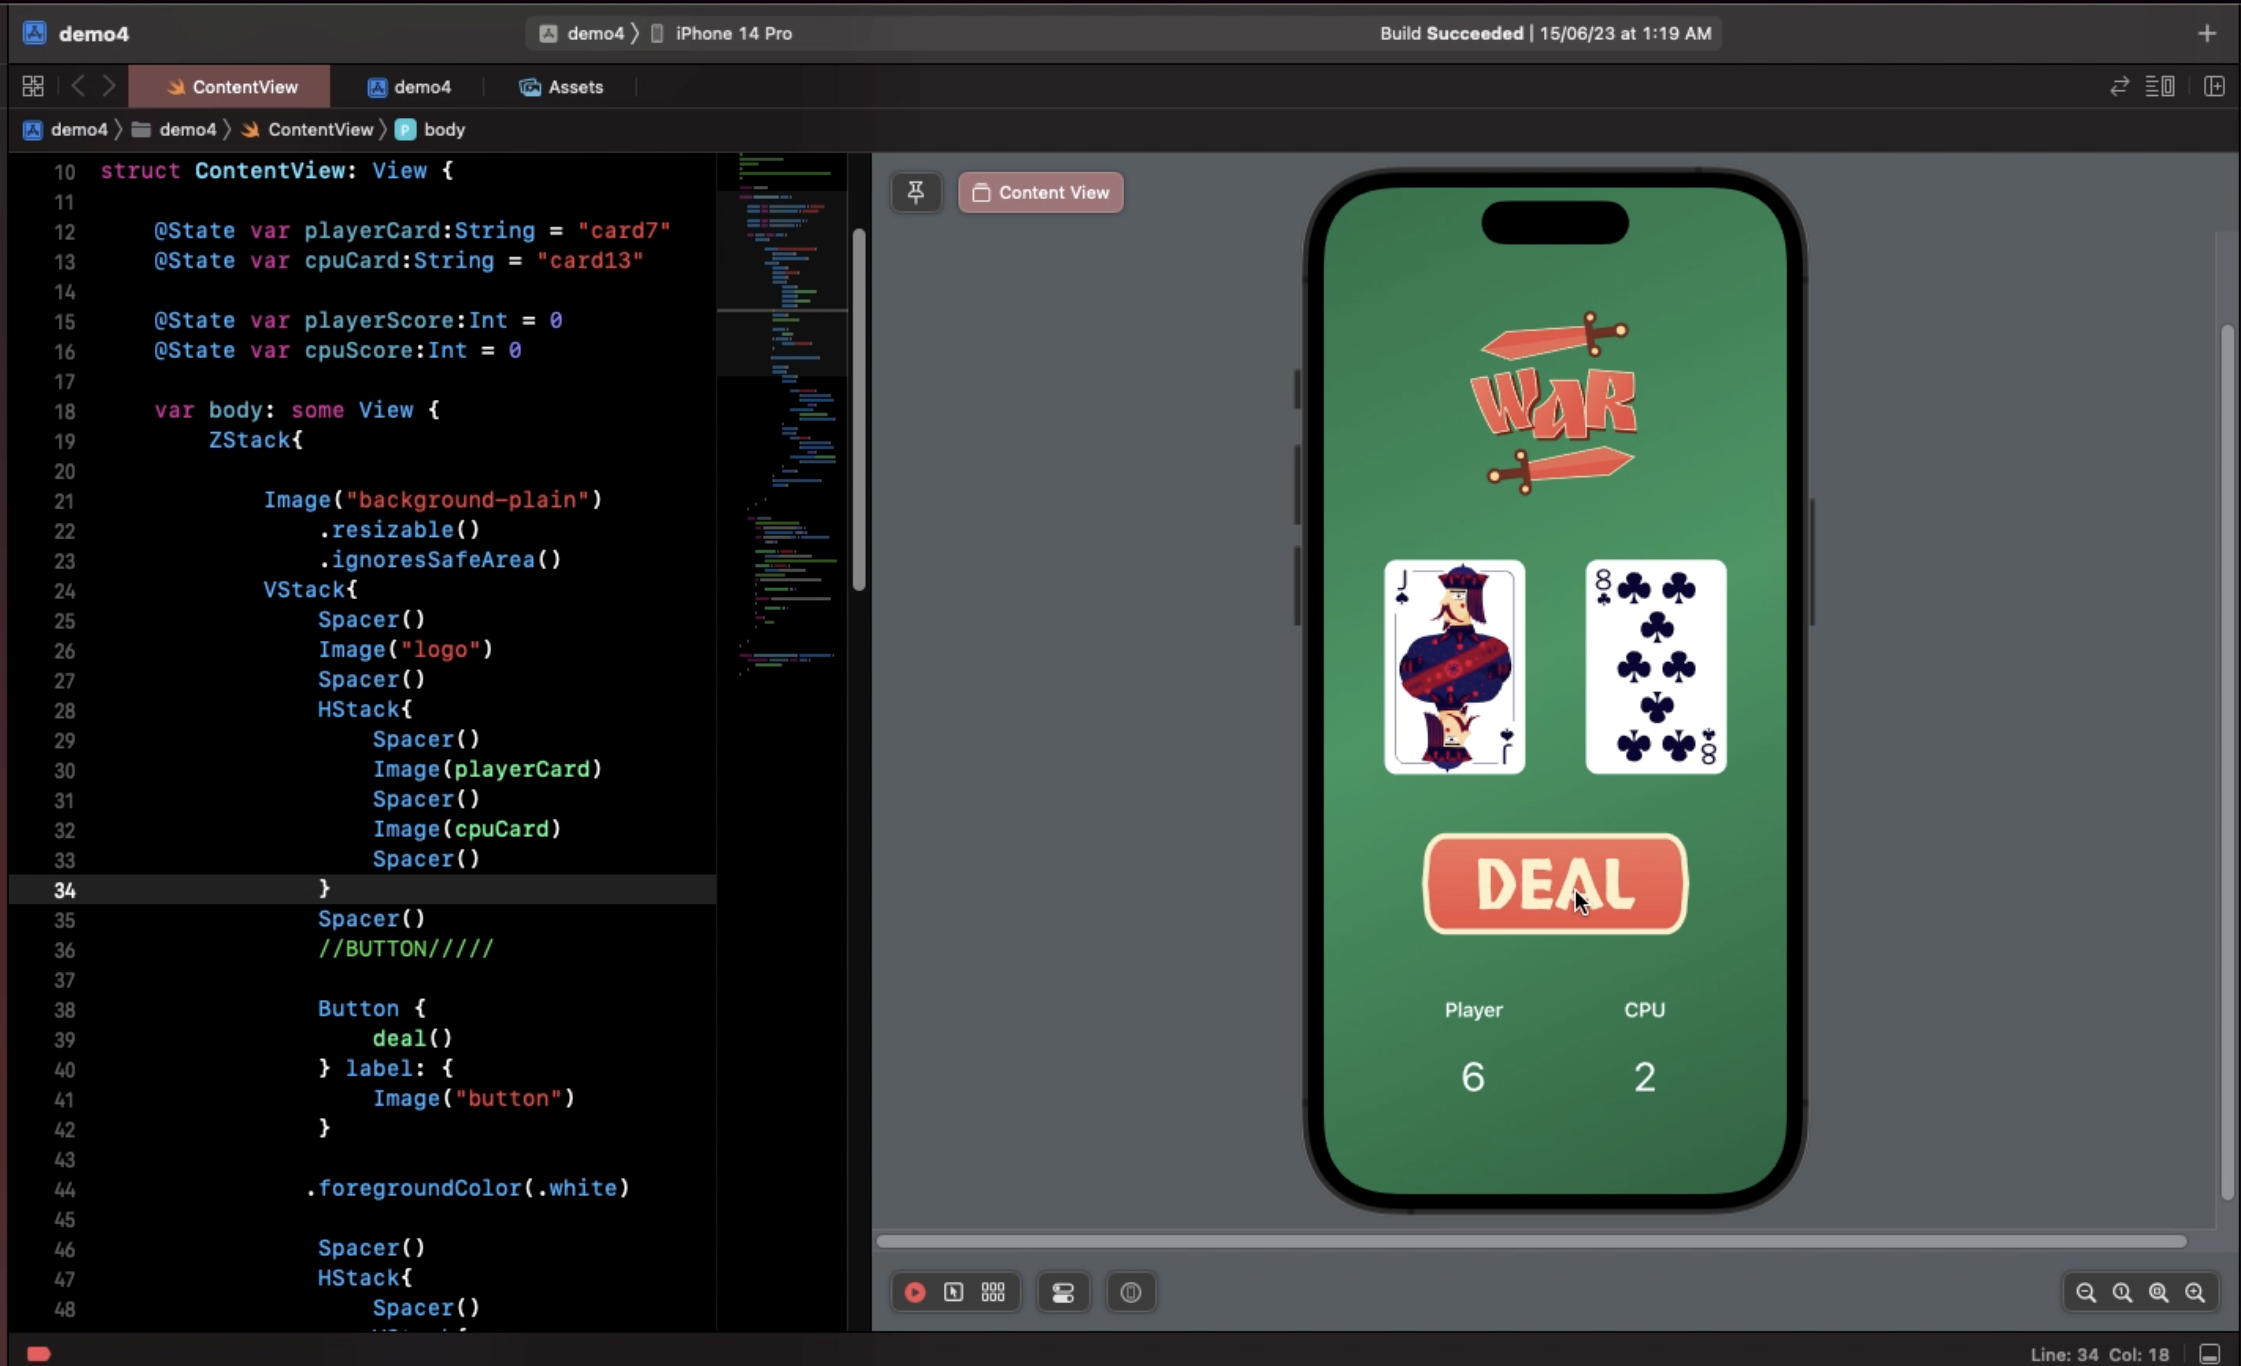 demo4
demo4 〉 iPhone 14 Pro
Build Succeeded | 15/06/23 at 1:19 AM
ContentView
demo4
Assets
demo4 〉 demo4 〉 ContentView 〉 P body
10 struct ContentView: View {
11
12 @State var playerCard:String = "card7"
13 @State var cpuCard:String = "card13"
14
15 @State var playerScore:Int = 0
16 @State var cpuScore:Int = 0
17
18 var body: some View {
19 ZStack{
20
21 Image("background-plain")
22 .resizable()
23 .ignoresSafeArea()
24 VStack{
25 Spacer()
26 Image("logo")
27 Spacer()
28 HStack{
29 Spacer()
30 Image(playerCard)
31 Spacer()
32 Image(cpuCard)
33 Spacer()
34 }
35 Spacer()
36 //BUTTON/////
37
38 Button {
39 deal()
40 } label: {
41 Image("button")
42 }
43
44 .foregroundColor(.white)
45
46 Spacer()
47 HStack{
48 Spacer()
Content View
WAR
J
J
8
8
DEAL
Player CPU
6 2
Line: 34 Col: 18